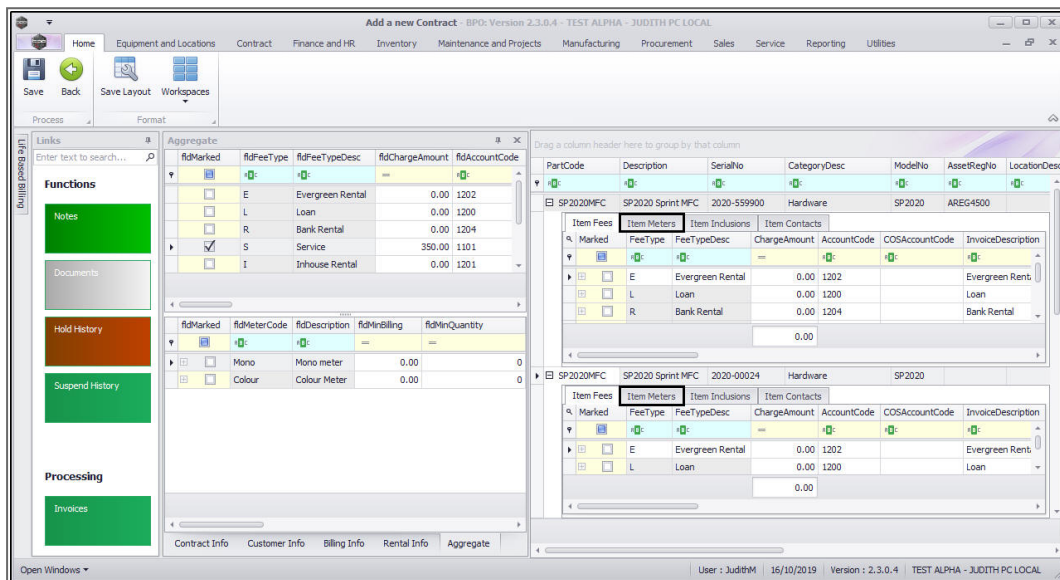 Add a new Contract - BPO: Version 2.3.0.4 - TEST ALPHA - JUDITH PC LOCAL
Home Equipment and Locations Contract Finance and HR Inventory Maintenance and Projects Manufacturing Procurement Sales Service Reporting Utilities
Save Back Save Layout Workspaces
Process Format
Life Based Billing
Links
Enter text to search...
Functions
Notes
Documents
Hold History
Suspend History
Processing
Invoices
Aggregate
fldMarked fldFeeType fldFeeTypeDesc fldChargeAmount fldAccountCode
E Evergreen Rental 0.00 1202
L Loan 0.00 1200
R Bank Rental 0.00 1204
S Service 350.00 1101
I Inhouse Rental 0.00 1201
fldMarked fldMeterCode fldDescription fldMinBilling fldMinQuantity
Mono Mono meter 0.00 0
Colour Colour Meter 0.00 0
Contract Info Customer Info Billing Info Rental Info Aggregate
Drag a column header here to group by that column
PartCode Description SerialNo CategoryDesc ModelNo AssetRegNo LocationDesc
SP2020MFC SP2020 Sprint MFC 2020-559900 Hardware SP2020 AREG4500
Item Fees Item Meters Item Inclusions Item Contacts
Marked FeeType FeeTypeDesc ChargeAmount AccountCode COSAccountCode InvoiceDescription
E Evergreen Rental 0.00 1202 Evergreen Renta
L Loan 0.00 1200 Loan
R Bank Rental 0.00 1204 Bank Rental
0.00
SP2020MFC SP2020 Sprint MFC 2020-00024 Hardware SP2020
Item Fees Item Meters Item Inclusions Item Contacts
Marked FeeType FeeTypeDesc ChargeAmount AccountCode COSAccountCode InvoiceDescription
E Evergreen Rental 0.00 1202 Evergreen Renta
L Loan 0.00 1200 Loan
0.00
Open Windows User : JudithM 16/10/2019 Version : 2.3.0.4 TEST ALPHA - JUDITH PC LOCAL